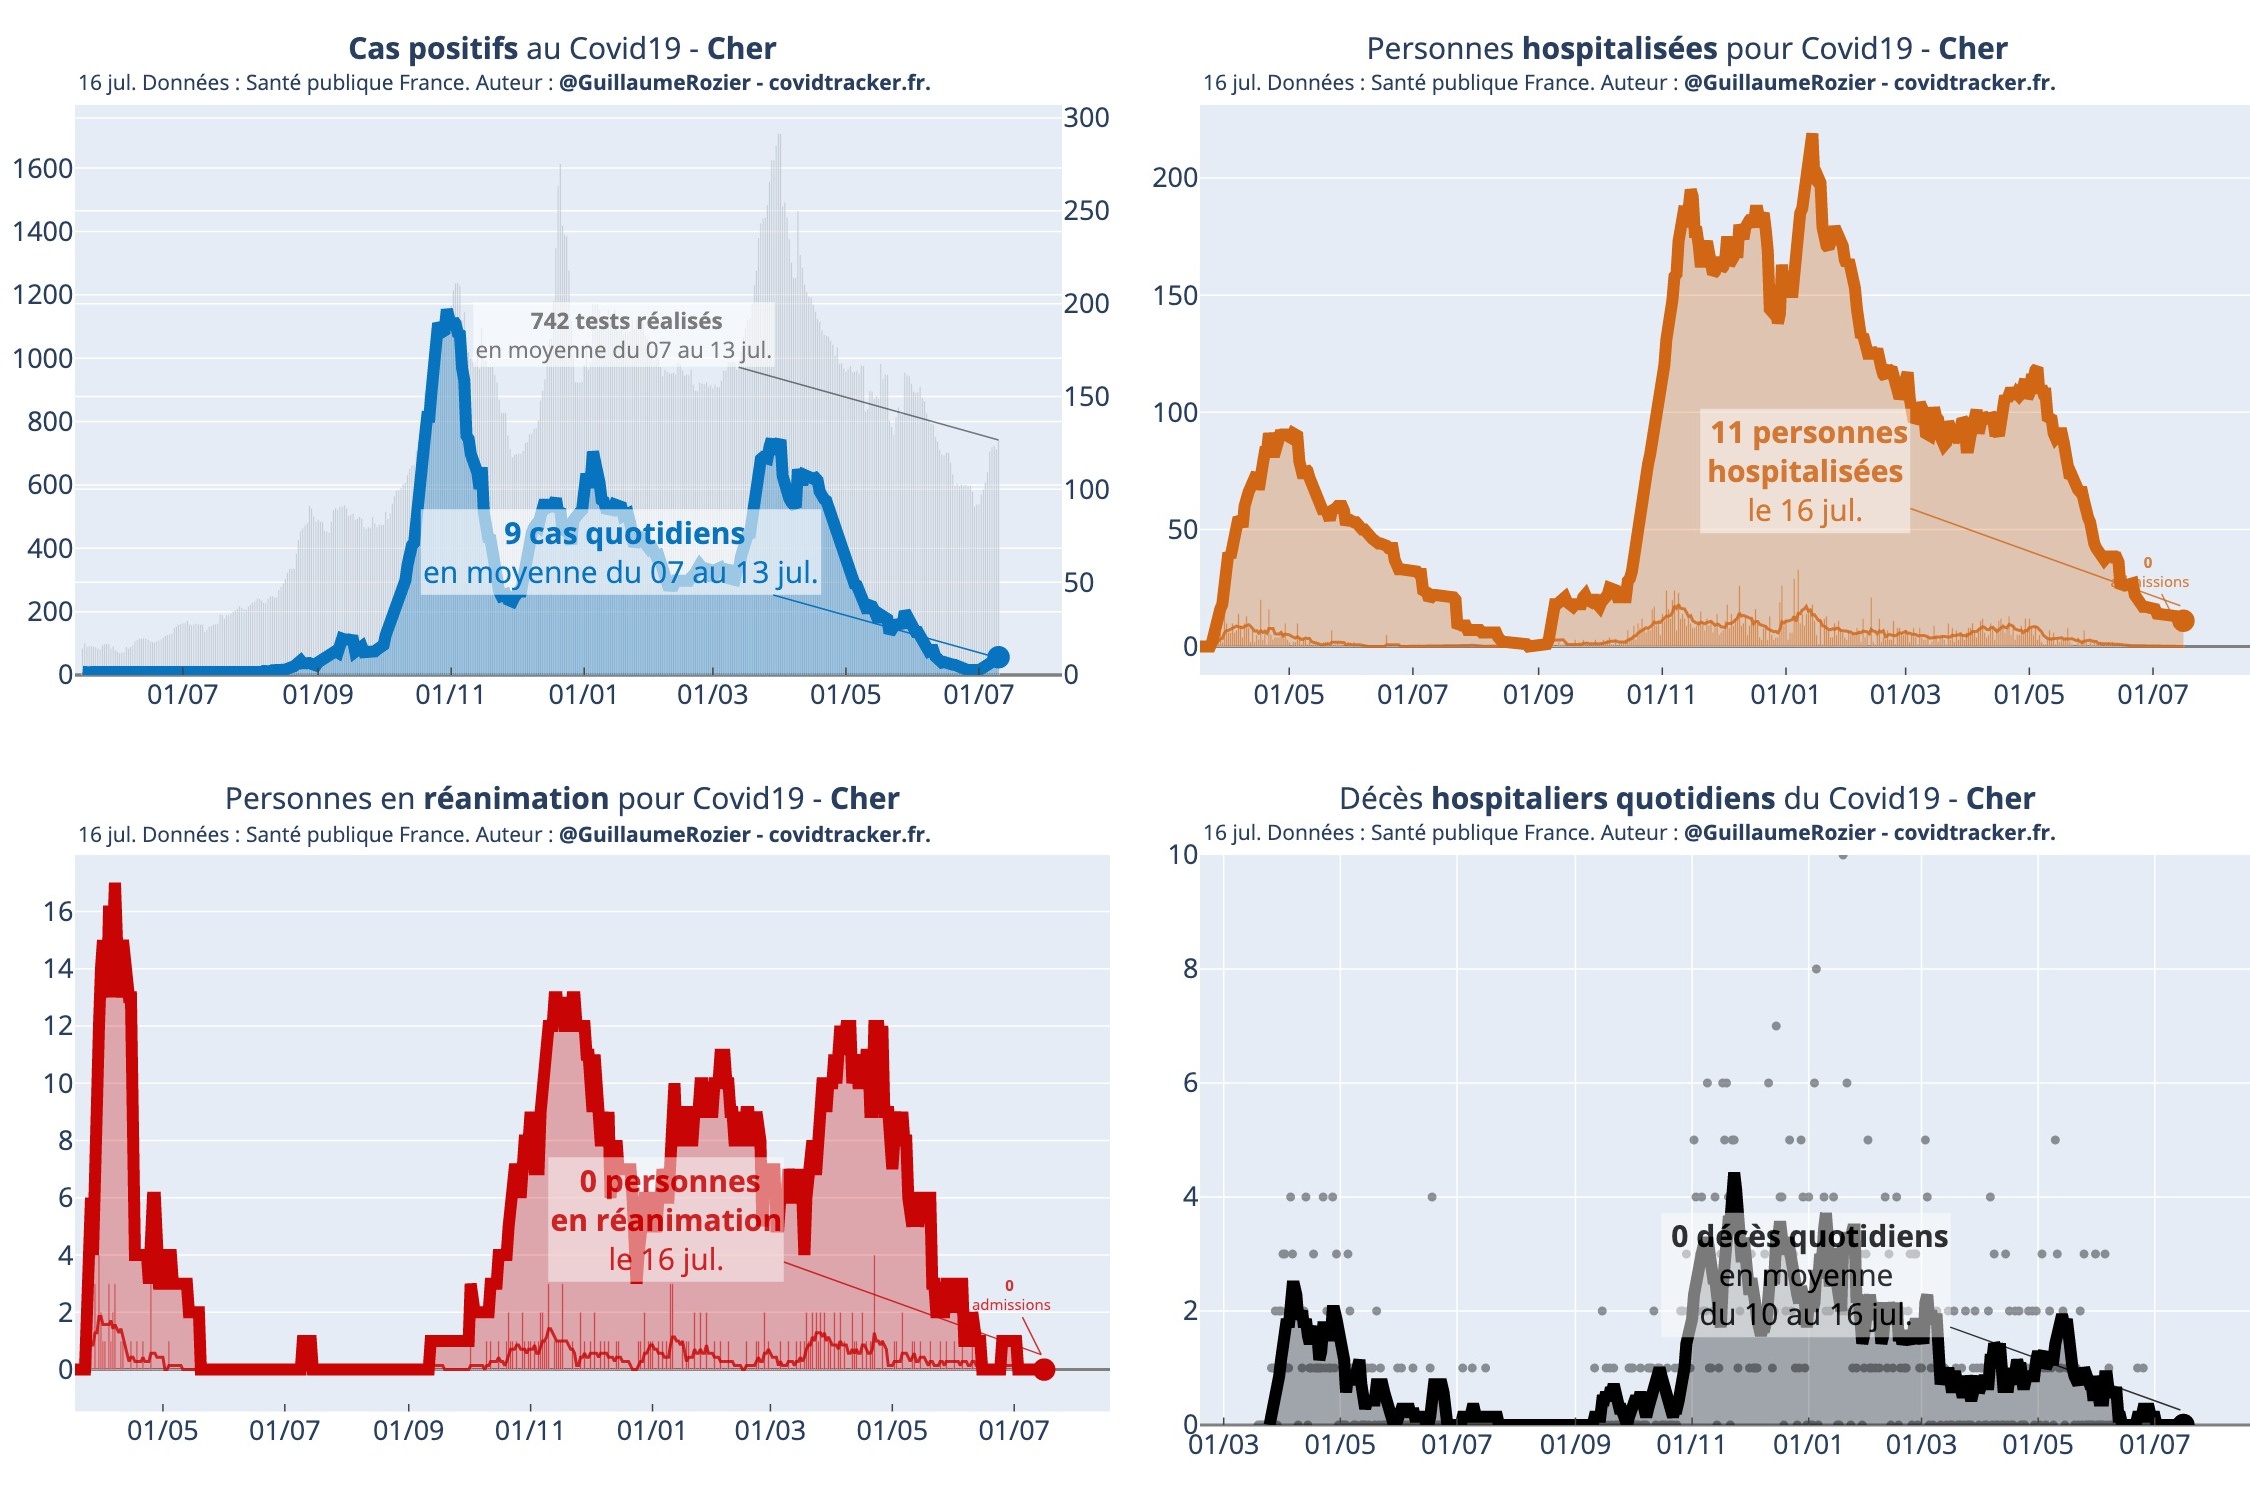 Cas positifs au Covid19 - Cher
16 jul. Données : Santé publique France. Auteur : @GuillaumeRozier - covidtracker.fr.
300
1600
250
1400
1200
200
742 tests réalisés
en moyenne du 07 au 13 jul.
1000
150
800
600
100
9 cas quotidiens
en moyenne du 07 au 13 jul.
400
50
200
0
0
01/07 01/09 01/11 01/01 01/03 01/05 01/07
Personnes hospitalisées pour Covid19 - Cher
16 jul. Données : Santé publique France. Auteur : @GuillaumeRozier - covidtracker.fr.
200
150
100
11 personnes
hospitalisées
le 16 jul.
50
0
0
01/05 01/07 01/09 01/11 01/01 01/03 01/05 01/07
Personnes en réanimation pour Covid19 - Cher
16 jul. Données : Santé publique France. Auteur : @GuillaumeRozier - covidtracker.fr.
16
14
12
10
8
6
0 personnes
en réanimation
le 16 jul.
4
0
admissions
2
0
01/05 01/07 01/09 01/11 01/01 01/03 01/05 01/07
Décès hospitaliers quotidiens du Covid19 - Cher
16 jul. Données : Santé publique France. Auteur : @GuillaumeRozier - covidtracker.fr.
10
8
6
4
0 décès quotidiens
en moyenne
du 10 au 16 jul.
2
0
01/03 01/05 01/07 01/09 01/11 01/01 01/03 01/05 01/07